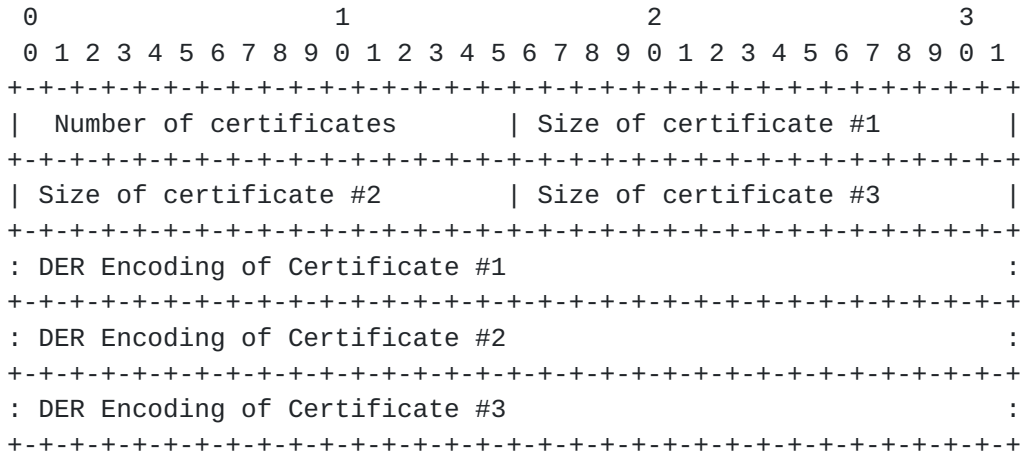 0                   1                   2                   3
 0 1 2 3 4 5 6 7 8 9 0 1 2 3 4 5 6 7 8 9 0 1 2 3 4 5 6 7 8 9 0 1
+-+-+-+-+-+-+-+-+-+-+-+-+-+-+-+-+-+-+-+-+-+-+-+-+-+-+-+-+-+-+-+-+
|  Number of certificates       | Size of certificate #1        |
+-+-+-+-+-+-+-+-+-+-+-+-+-+-+-+-+-+-+-+-+-+-+-+-+-+-+-+-+-+-+-+-+
| Size of certificate #2        | Size of certificate #3        |
+-+-+-+-+-+-+-+-+-+-+-+-+-+-+-+-+-+-+-+-+-+-+-+-+-+-+-+-+-+-+-+-+
: DER Encoding of Certificate #1                                :
+-+-+-+-+-+-+-+-+-+-+-+-+-+-+-+-+-+-+-+-+-+-+-+-+-+-+-+-+-+-+-+-+
: DER Encoding of Certificate #2                                :
+-+-+-+-+-+-+-+-+-+-+-+-+-+-+-+-+-+-+-+-+-+-+-+-+-+-+-+-+-+-+-+-+
: DER Encoding of Certificate #3                                :
+-+-+-+-+-+-+-+-+-+-+-+-+-+-+-+-+-+-+-+-+-+-+-+-+-+-+-+-+-+-+-+-+